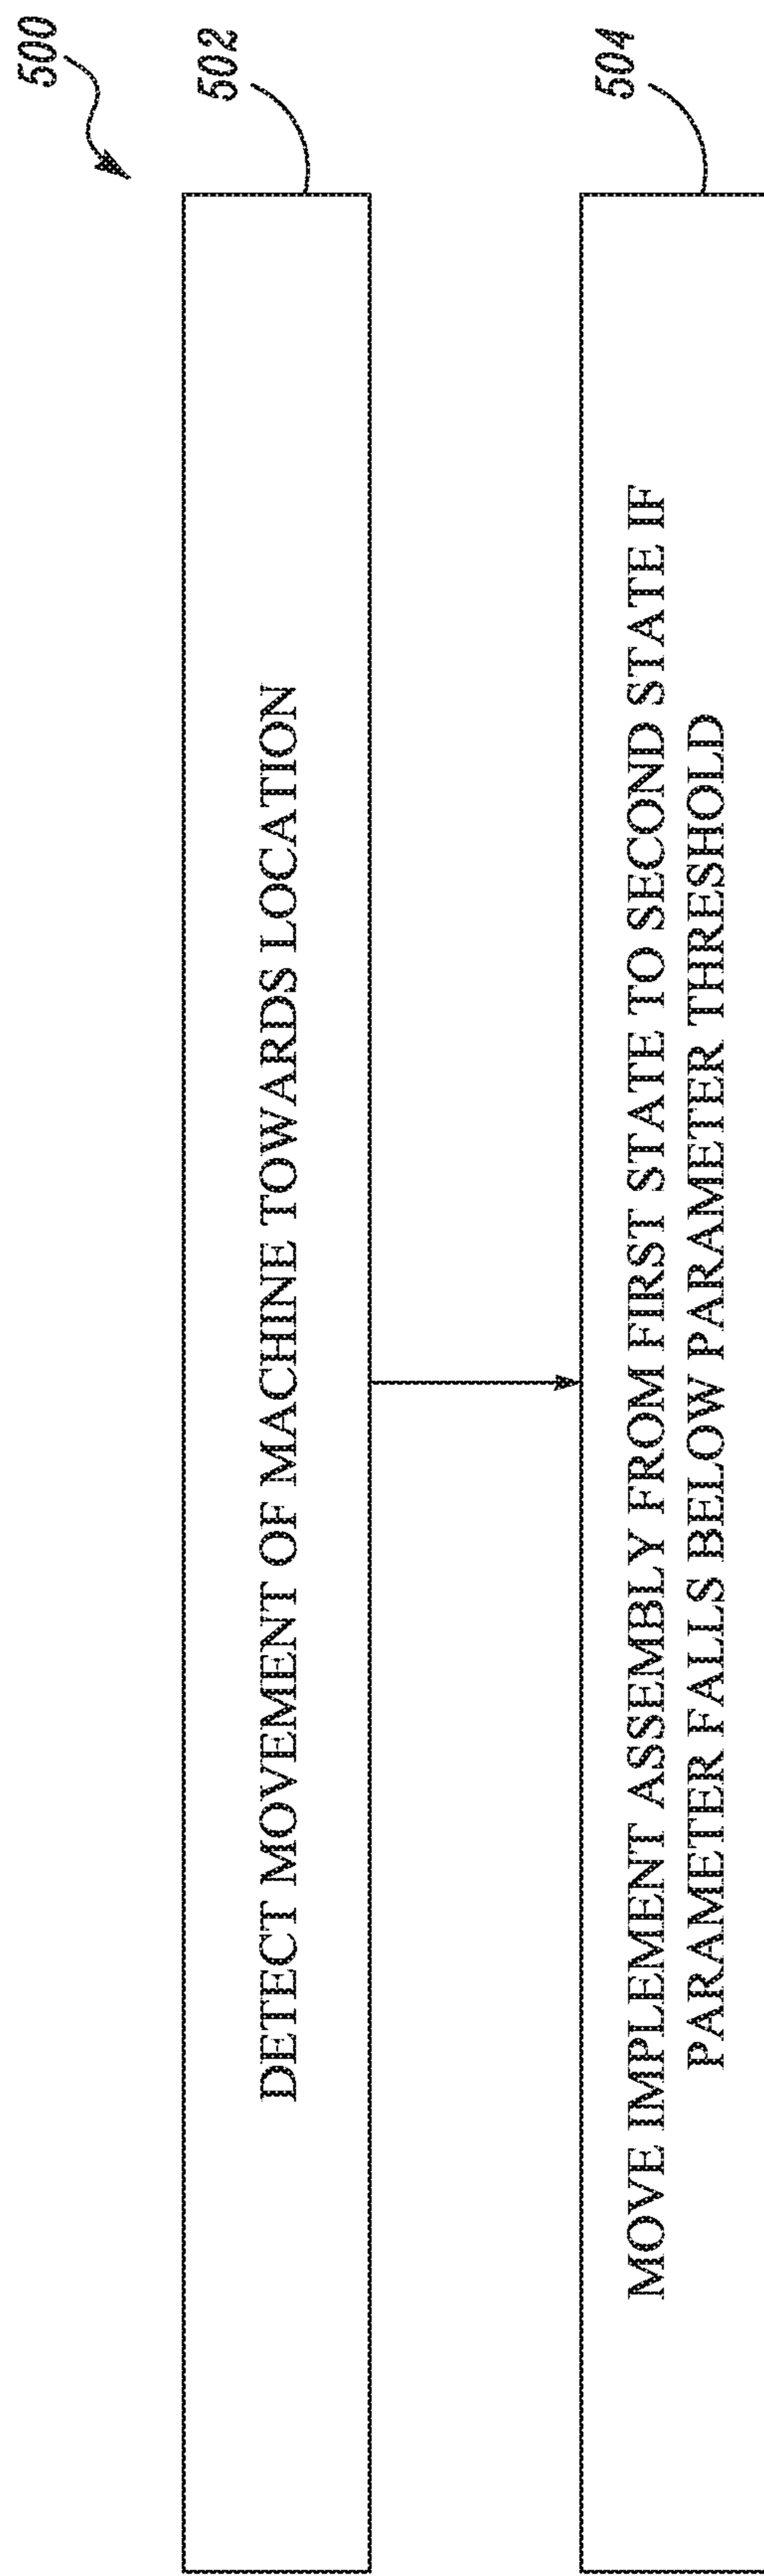 500
502
DETECT MOVEMENT OF MACHINE TOWARDS LOCATION
504
MOVE IMPLEMENT ASSEMBLY FROM FIRST STATE TO SECOND STATE IF
PARAMETER FALLS BELOW PARAMETER THRESHOLD